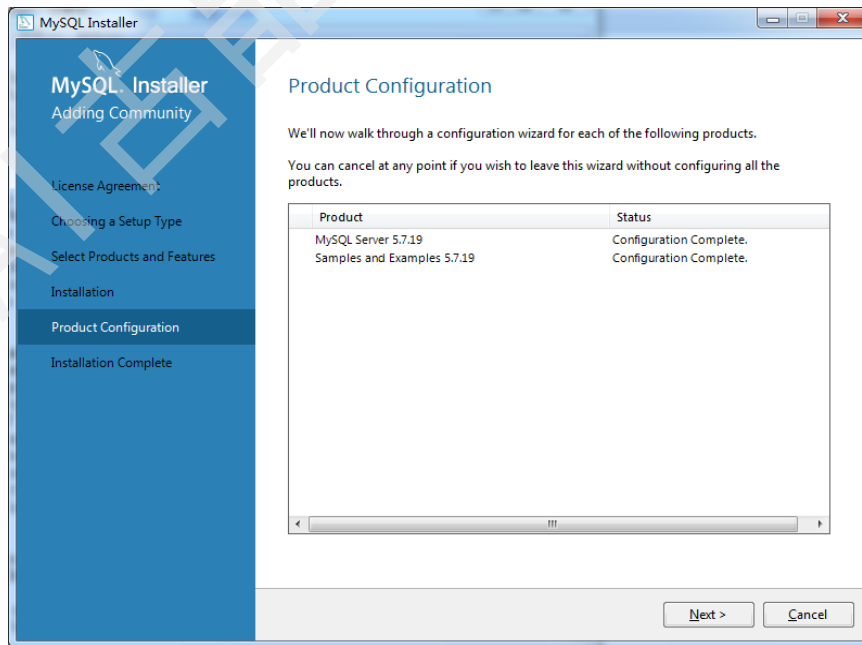 MySQL Installer
MySQL. Installer
Adding Community
License Agreement
Choosing a Setup Type
Select Products and Features
Installation
Product Configuration
Installation Complete
Product Configuration
We'll now walk through a configuration wizard for each of the following products.
You can cancel at any point if you wish to leave this wizard without configuring all the
products.
Product Status
MySQL Server 5.7.19 Configuration Complete.
Samples and Examples 5.7.19 Configuration Complete.
Next >
Cancel